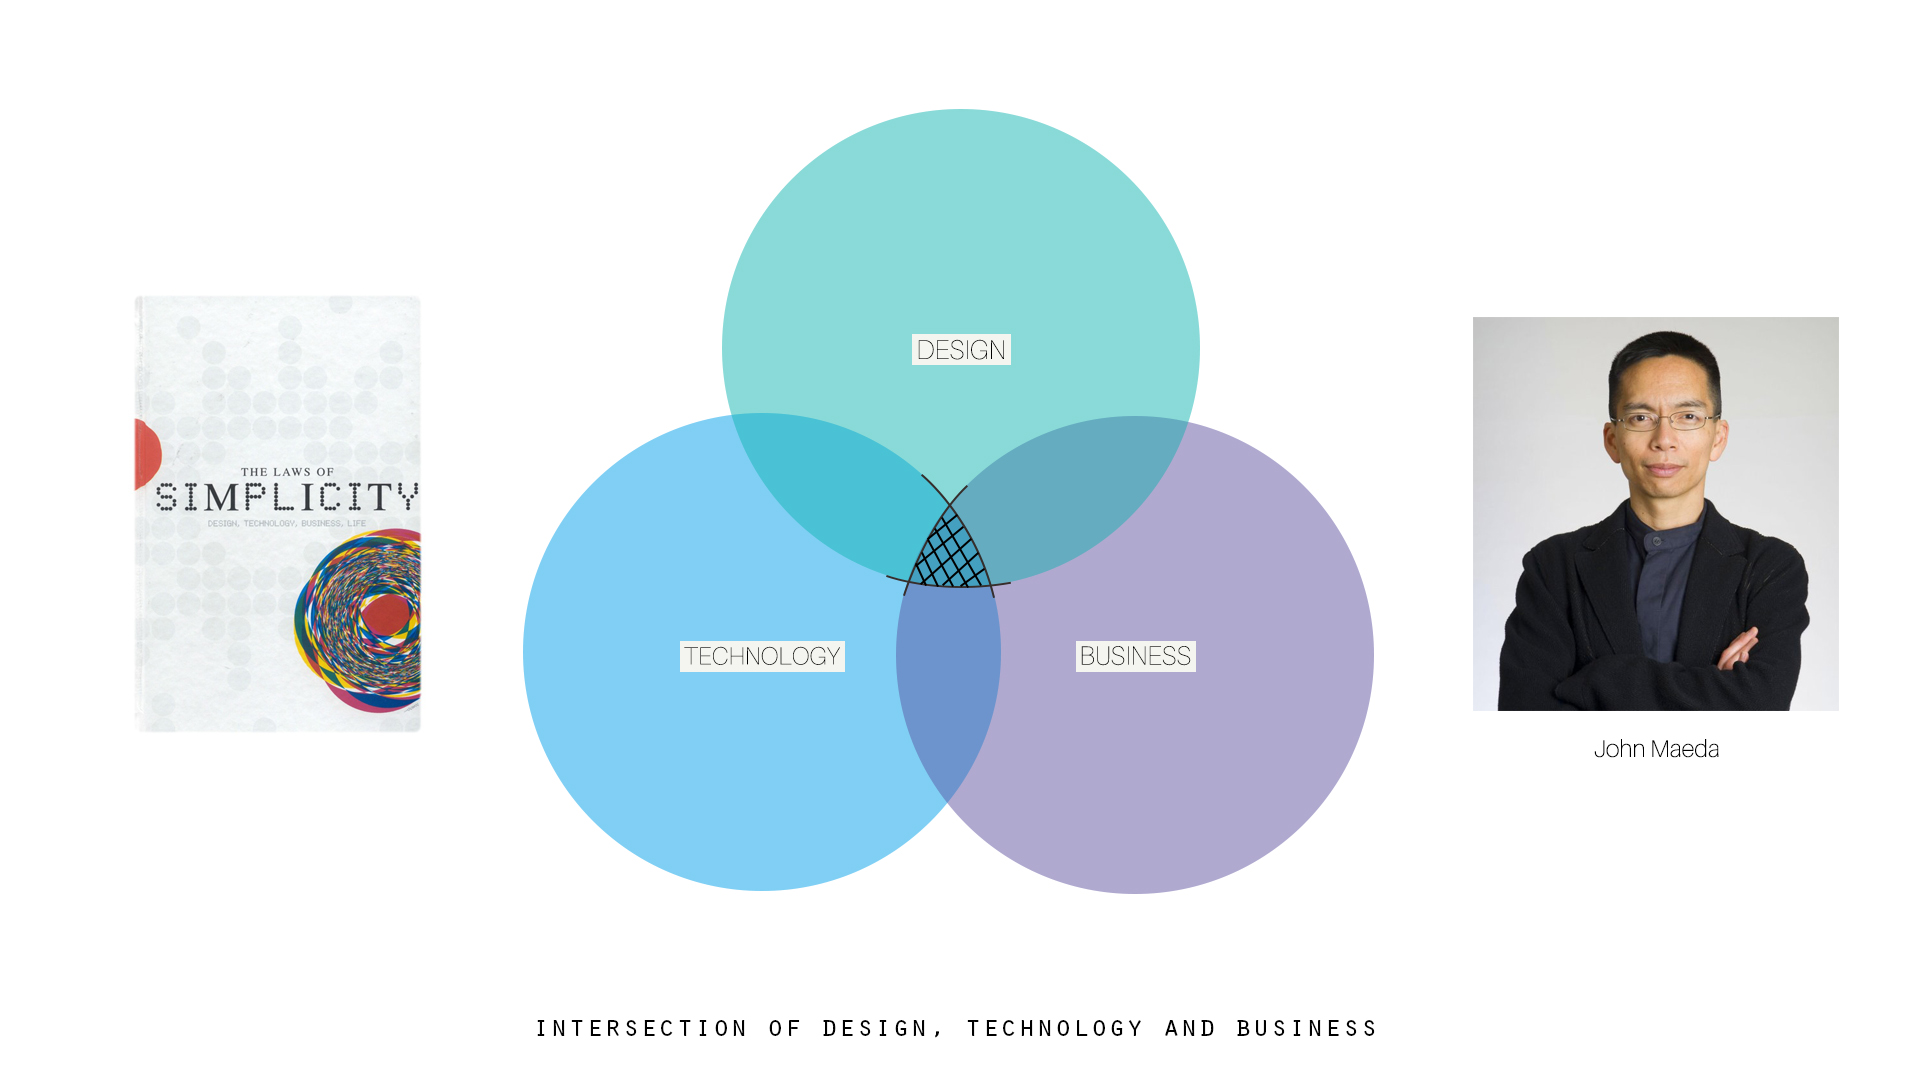 THE LAWS OF
SIMPLICITY
DESIGN, TECHNOLOGY, BUSINESS, LIFE
DESIGN
TECHNOLOGY
BUSINESS
John Maeda
INTERSECTION OF DESIGN, TECHNOLOGY AND BUSINESS